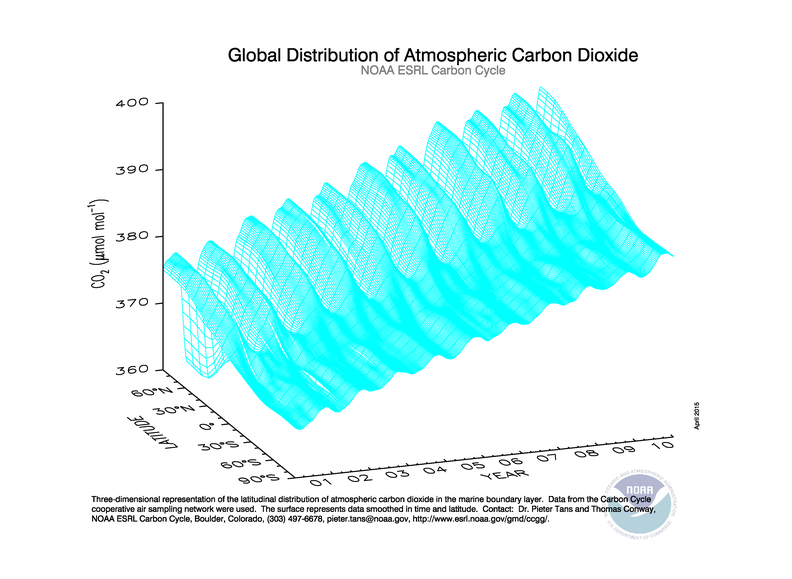 Global Distribution of Atmospheric Carbon Dioxide
NOAA ESRL Carbon Cycle
400
390
380
370
360
CO2 (μmol mol⁻¹)
60°N
30°N
0°
30°S
60°S
90°S
LATITUDE
01 02 03 04 05 06 07 08 09 10
YEAR
April 2015
Three-dimensional representation of the latitudinal distribution of atmospheric carbon dioxide in the marine boundary layer. Data from the Carbon Cycle
cooperative air sampling network were used. The surface represents data smoothed in time and latitude. Contact: Dr. Pieter Tans and Thomas Conway,
NOAA ESRL Carbon Cycle, Boulder, Colorado, (303) 497-6678, pieter.tans@noaa.gov, http://www.esrl.noaa.gov/gmd/ccgg/.
NOAA
U.S. DEPARTMENT OF COMMERCE